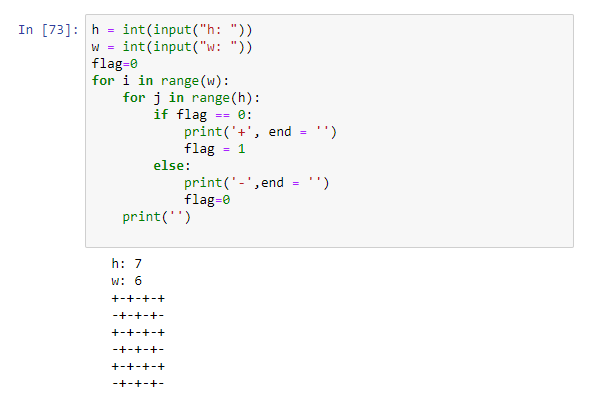 In [73]: h = int(input("h: "))
w = int(input("w: "))
flag=0
for i in range(w):
    for j in range(h):
        if flag == 0:
            print('+', end = '')
            flag = 1
        else:
            print('-',end = '')
            flag=0
    print('')
h: 7
w: 6
+-+-+-+
-+-+-+-
+-+-+-+
-+-+-+-
+-+-+-+
-+-+-+-